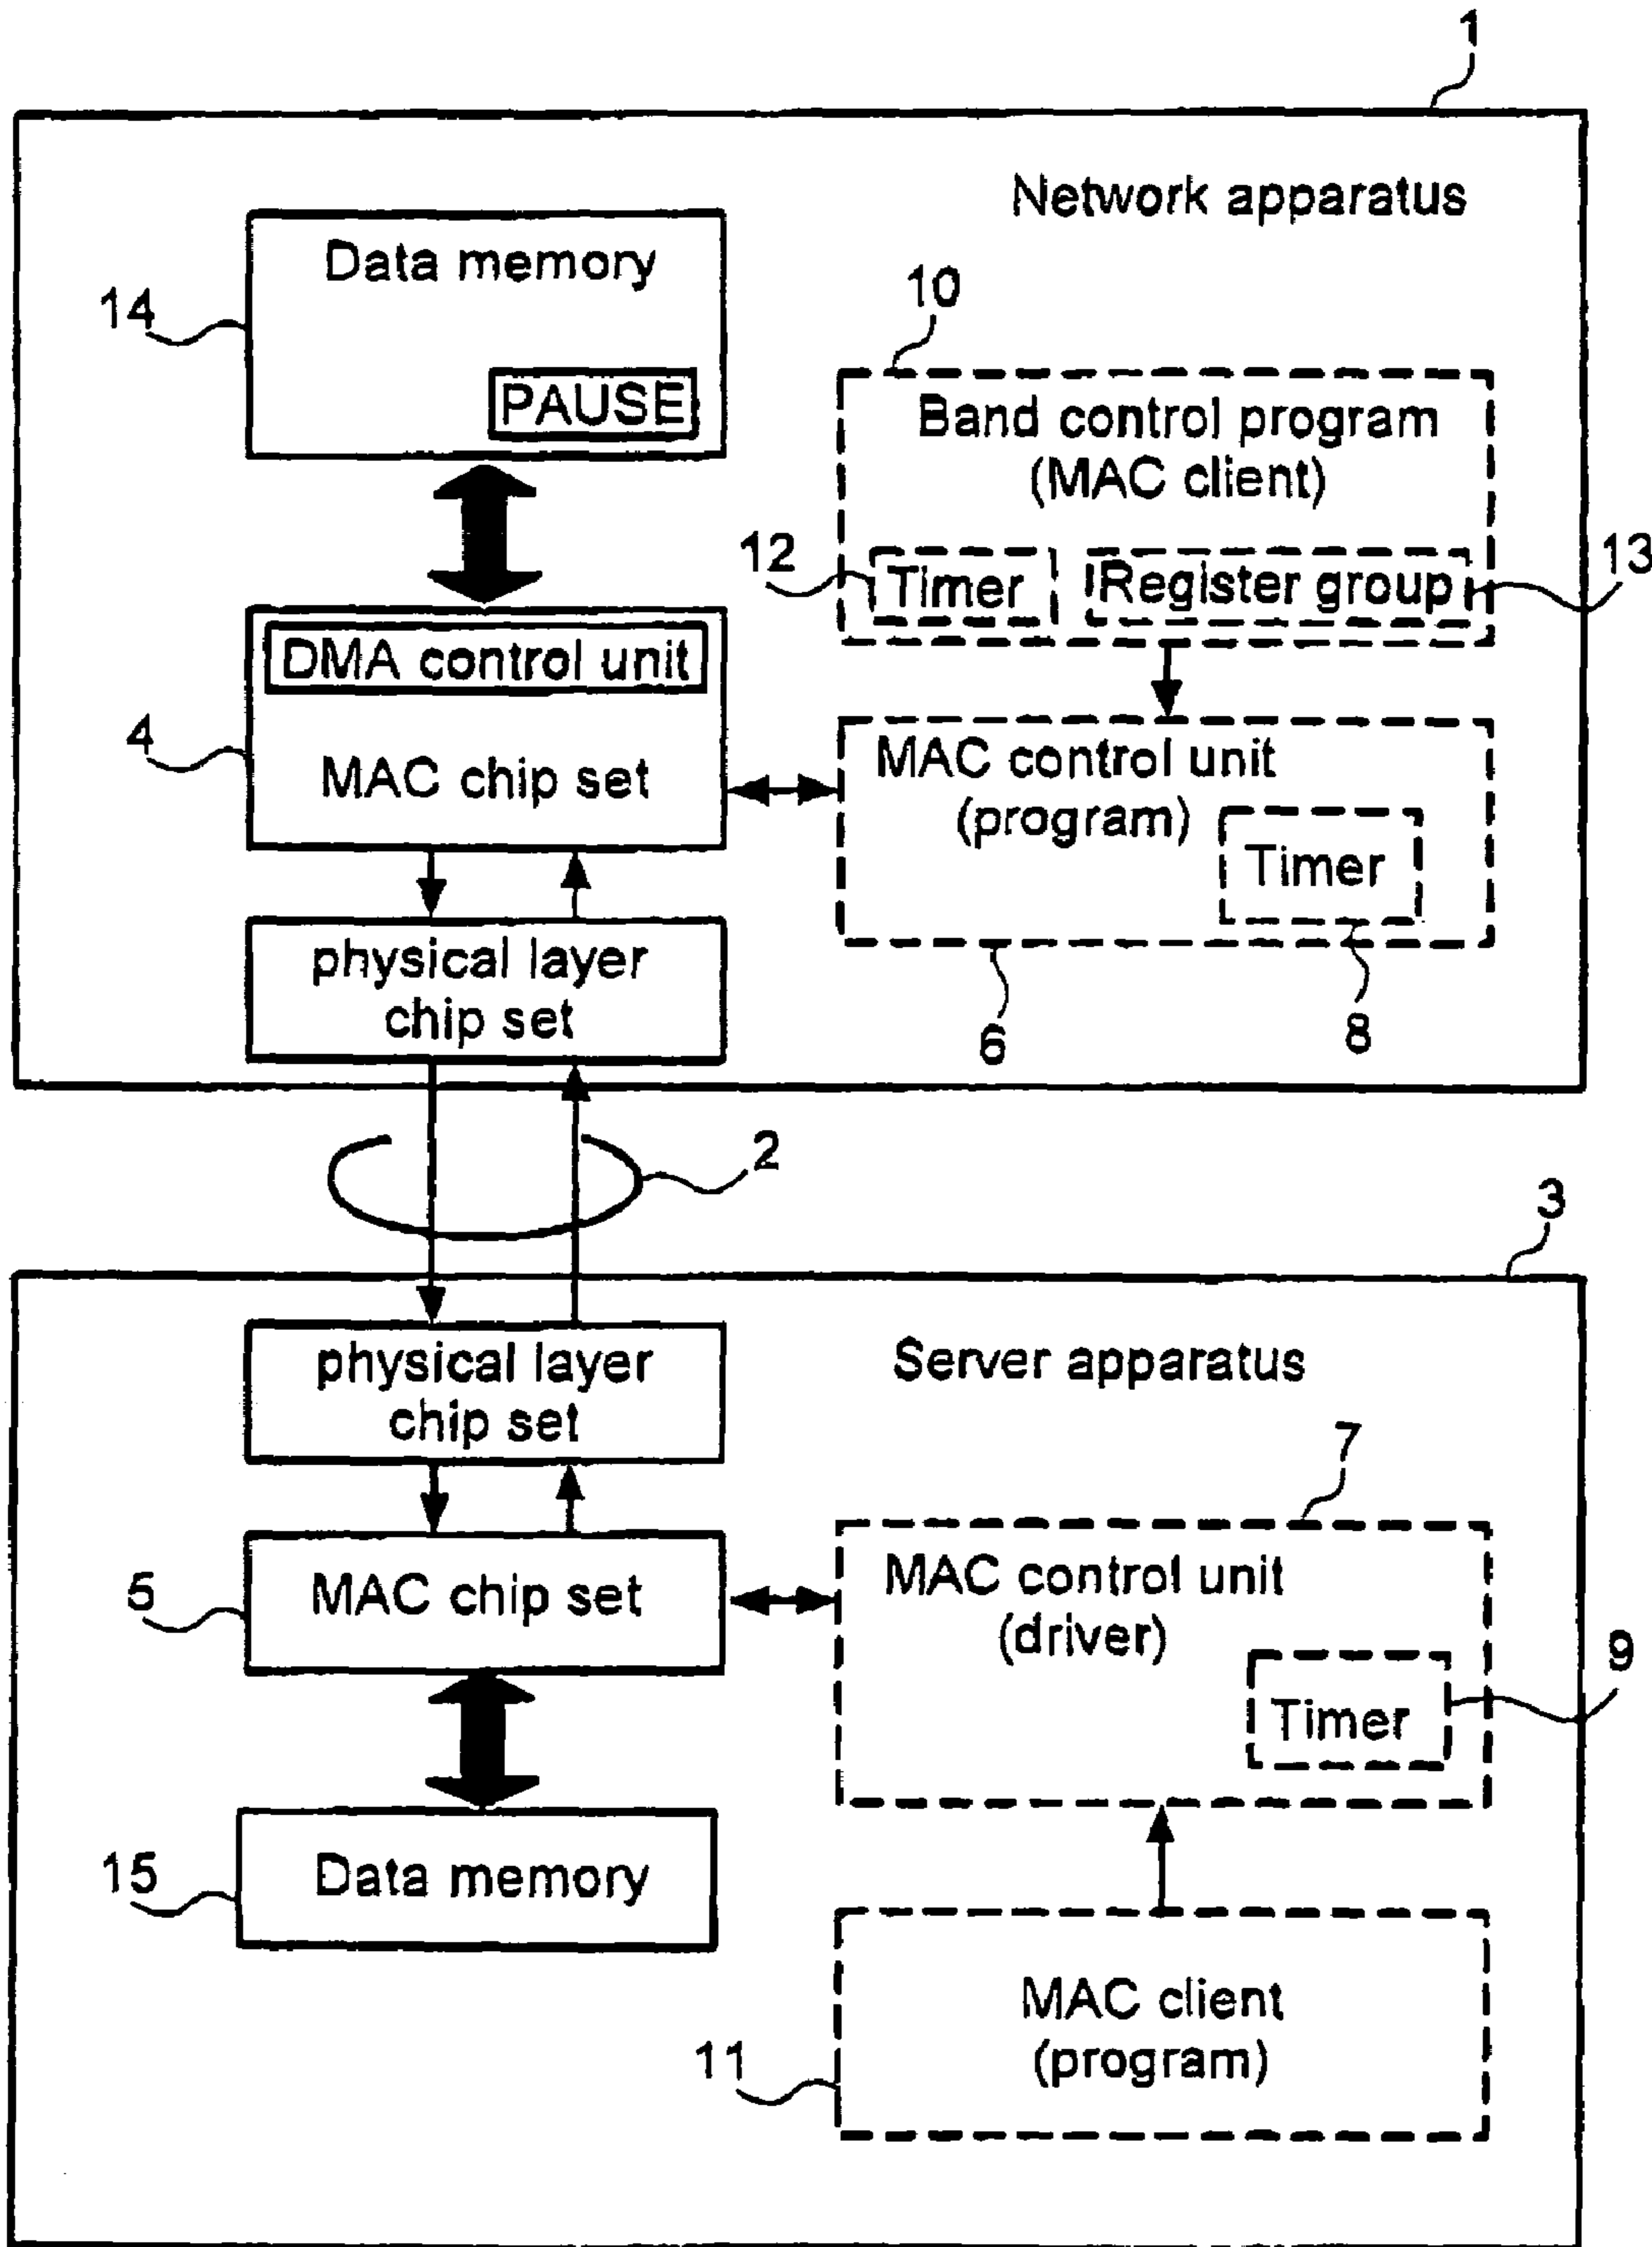 1
Network apparatus
Data memory
14
PAUSE
10
Band control program
(MAC client)
12
Timer
Register group
13
DMA control unit
4
MAC chip set
MAC control unit
(program)
Timer
physical layer
chip set
6
8
2
3
physical layer
chip set
Server apparatus
7
5
MAC chip set
MAC control unit
(driver)
9
Timer
15
Data memory
MAC client
(program)
11